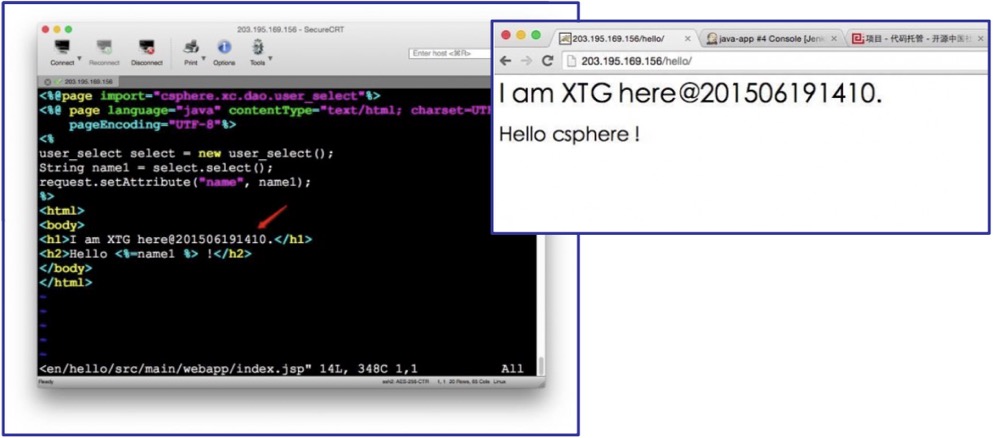 203.195.169.156 - SecureCRT
Connect
Reconnect
Disconnect
Print
Options
Tools
Enter host <⌘R>
203.195.169.156
<%@page import="csphere.xc.dao.user_select"%>
<%@ page language="java" contentType="text/html; charset=UT
pageEncoding="UTF-8"%>
<%
user_select select = new user_select();
String name1 = select.select();
request.setAttribute("name", name1);
%>
<html>
<body>
<h1>I am XTG here@201506191410.</h1>
<h2>Hello <%=name1 %> !</h2>
</body>
</html>
~
~
~
~
~
<en/hello/src/main/webapp/index.jsp" 14L, 348C 1,1 All
Ready
ssh2: AES-256-CTR 1, 1 20 Rows, 65 Cols Linux
203.195.169.156/hello/
java-app #4 Console [Jenk
项目 - 代码托管 - 开源中国
203.195.169.156/hello/
I am XTG here@201506191410.
Hello csphere !